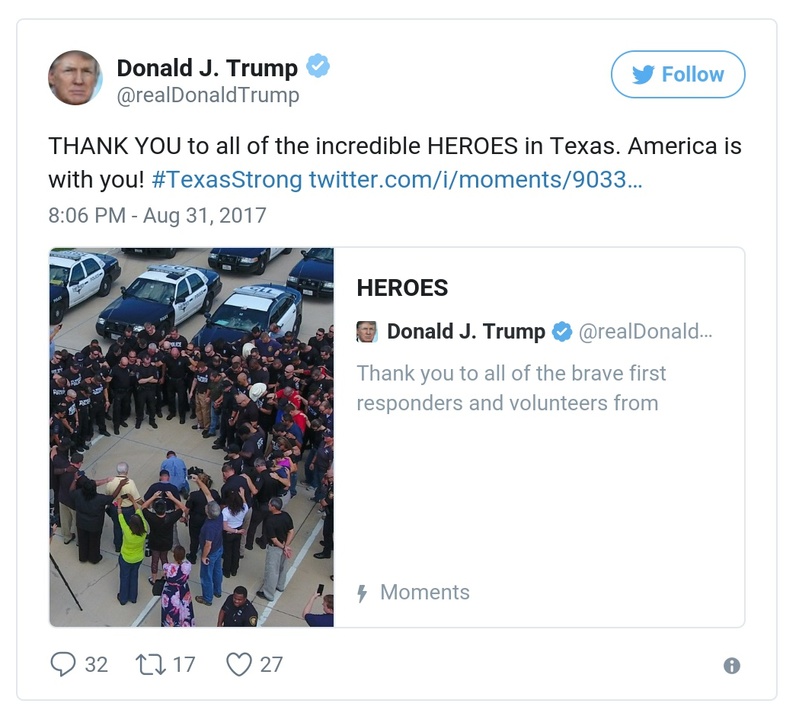 Donald J. Trump
@realDonaldTrump
Follow
THANK YOU to all of the incredible HEROES in Texas. America is
with you! #TexasStrong twitter.com/i/moments/9033…
8:06 PM - Aug 31, 2017
HEROES
Donald J. Trump @realDonald…
Thank you to all of the brave first
responders and volunteers from
Moments
32 17 27